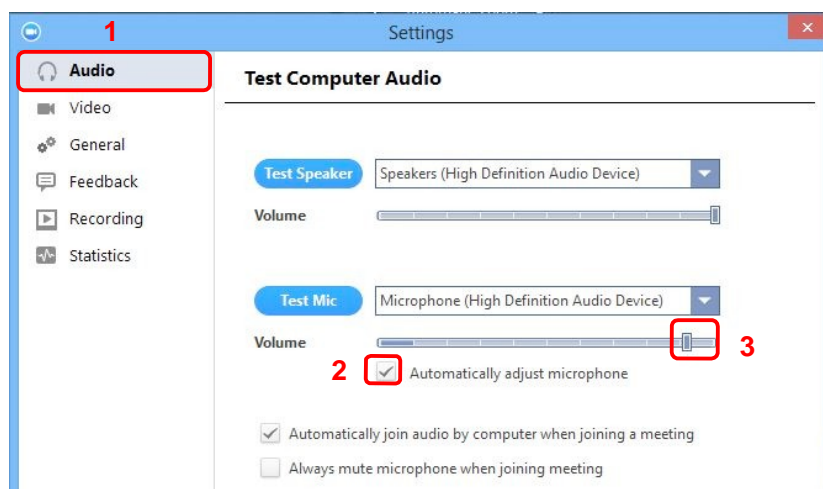 1
Settings
Audio
Test Computer Audio
Video
General
Test Speaker Speakers (High Definition Audio Device)
Feedback
Volume
Recording
Statistics
Test Mic Microphone (High Definition Audio Device)
Volume
3
2 Automatically adjust microphone
Automatically join audio by computer when joining a meeting
Always mute microphone when joining meeting